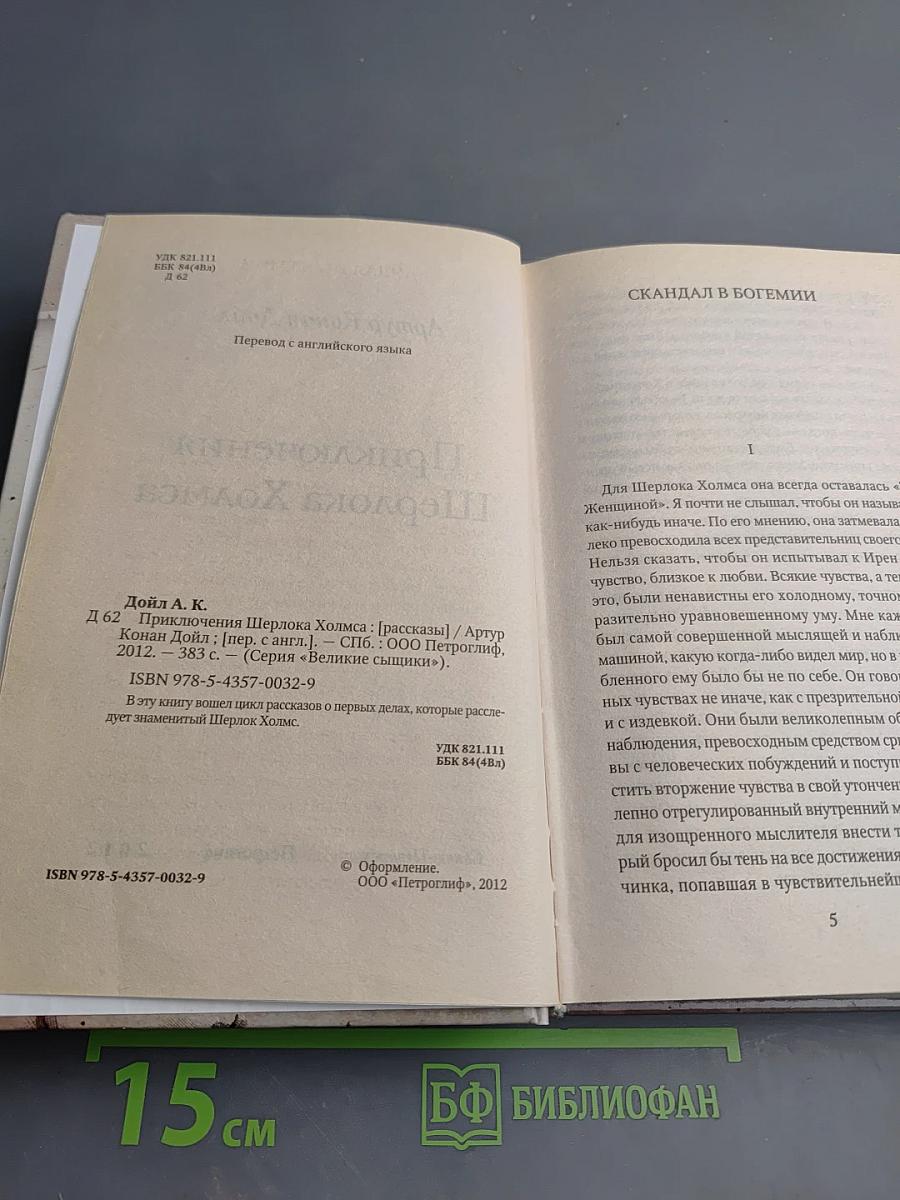 УДК 821.111
ББК 84(4Вл)
Д 62
Перевод с английского языка
Дойл А. К.
Д 62 Приключения Шерлока Холмса : [рассказы] / Артур
Конан Дойл ; [пер. с англ.]. — СПб. : ООО Петроглиф,
2012. — 383 с. — (Серия «Великие сыщики»).
ISBN 978-5-4357-0032-9
В эту книгу вошел цикл рассказов о первых делах, которые рассле-
дует знаменитый Шерлок Холмс.
УДК 821.111
ББК 84(4Вл)
ISBN 978-5-4357-0032-9
© Оформление.
ООО «Петроглиф», 2012
СКАНДАЛ В БОГЕМИИ
I
Для Шерлока Холмса она всегда оставалась
Женщиной». Я почти не слышал, чтобы он называ
как-нибудь иначе. По его мнению, она затмевала
леко превосходила всех представительниц своего
Нельзя сказать, чтобы он испытывал к Ирен
чувство, близкое к любви. Всякие чувства, а те
это, были ненавистны его холодному, точном
разительно уравновешенному уму. Мне каж
был самой совершенной мыслящей и наблю
машиной, какую когда-либо видел мир, но в
бленного ему было бы не по себе. Он гово
ных чувствах не иначе, как с презрительной
и с издевкой. Они были великолепным об
наблюдения, превосходным средством ср
вы с человеческих побуждений и поступ
стить вторжение чувства в свой утончен
лепно отрегулированный внутренний м
для изощренного мыслителя внести т
рый бросил бы тень на все достижения
чинка, попавшая в чувствительнейш
5
15 см
БФ БИБЛИОФАН